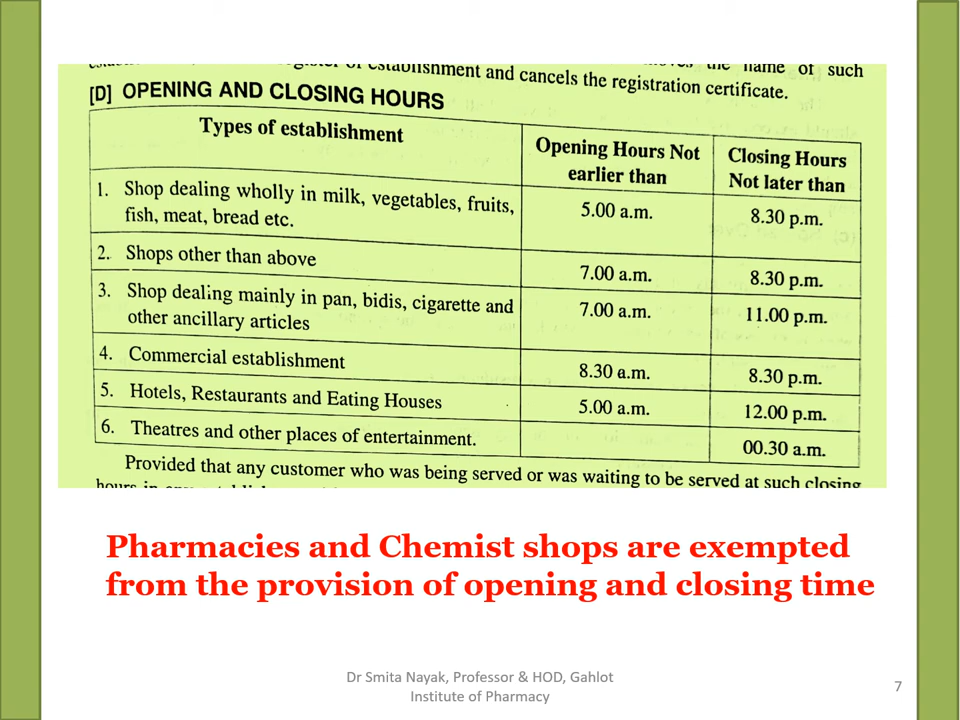 the name of such
establishment and cancels the registration certificate.
[D] OPENING AND CLOSING HOURS
Types of establishment
Opening Hours Not
earlier than
Closing Hours
Not later than
1. Shop dealing wholly in milk, vegetables, fruits,
fish, meat, bread etc.
5.00 a.m.
8.30 p.m.
2. Shops other than above
7.00 a.m.
8.30 p.m.
3. Shop dealing mainly in pan, bidis, cigarette and
other ancillary articles
7.00 a.m.
11.00 p.m.
4. Commercial establishment
8.30 a.m.
8.30 p.m.
5. Hotels, Restaurants and Eating Houses
5.00 a.m.
12.00 p.m.
6. Theatres and other places of entertainment.
00.30 a.m.
Provided that any customer who was being served or was waiting to be served at such closing
Pharmacies and Chemist shops are exempted
from the provision of opening and closing time
Dr Smita Nayak, Professor & HOD, Gahlot
Institute of Pharmacy
7